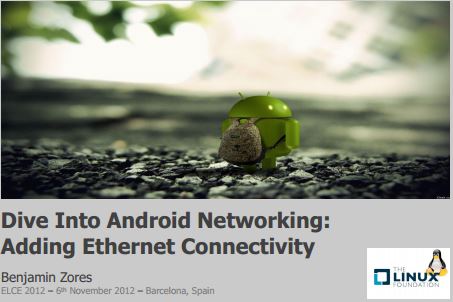 Dive Into Android Networking:
Adding Ethernet Connectivity
Benjamin Zores
ELCE 2012 – 6th November 2012 – Barcelona, Spain
THE
LINUX
FOUNDATION